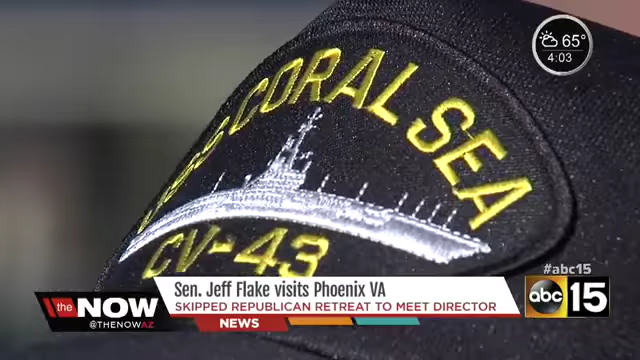 65°
4:03
USS CORAL SEA
CV-43
#abc15
Sen. Jeff Flake visits Phoenix VA
SKIPPED REPUBLICAN RETREAT TO MEET DIRECTOR
the NOW
@THENOWAZ
NEWS
abc 15